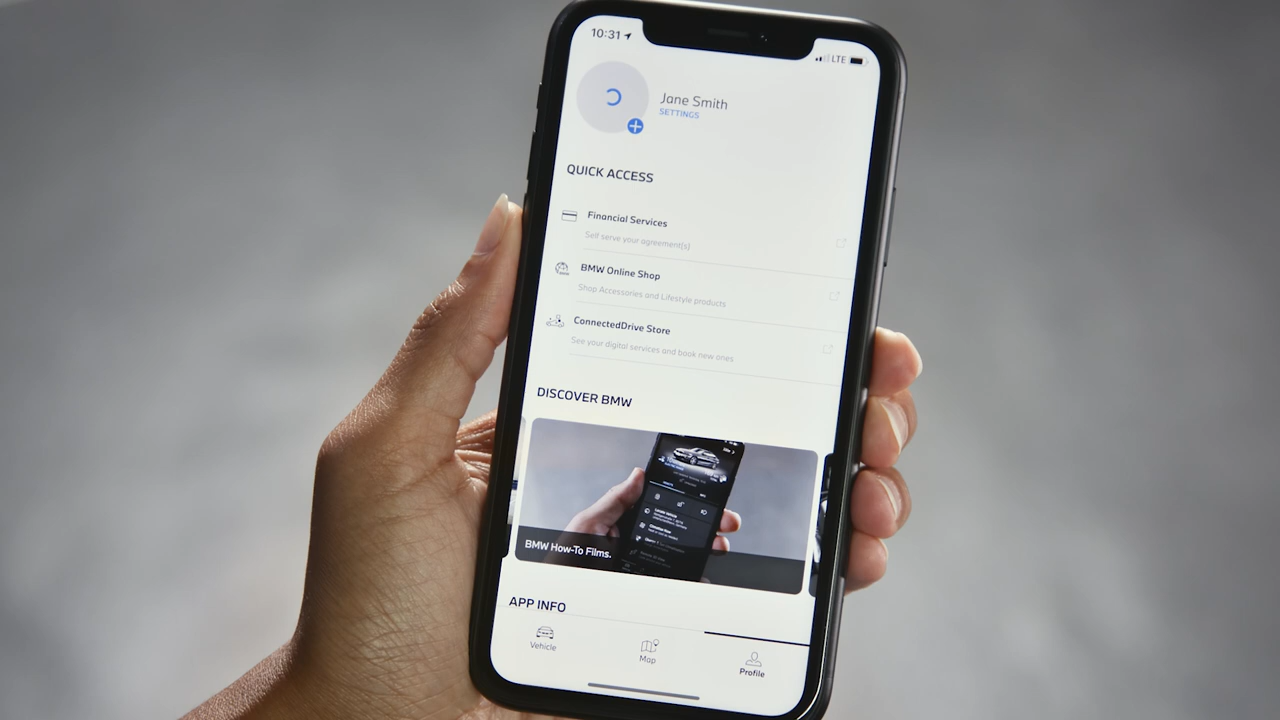 10:31
LTE
Jane Smith
SETTINGS
QUICK ACCESS
Financial Services
Self serve your agreement(s)
BMW Online Shop
Shop Accessories and Lifestyle products
ConnectedDrive Store
See your digital services and book new ones
DISCOVER BMW
Locate Vehicle
BMW How-To Films.
APP INFO
Vehicle
Map
Profile